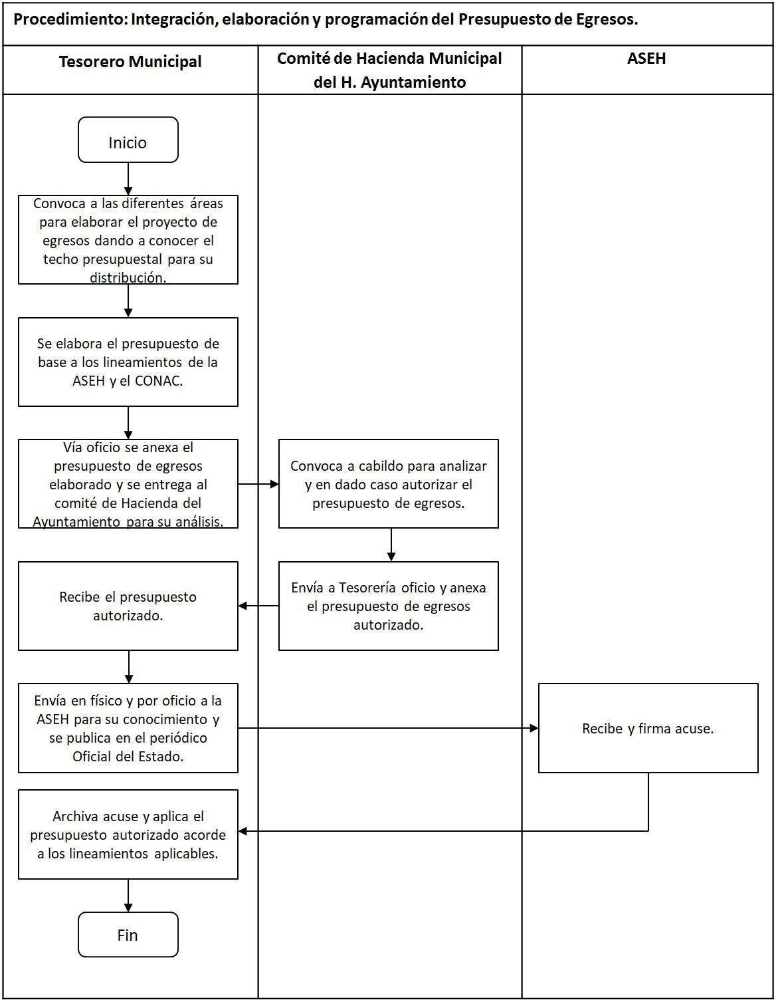 Procedimiento: Integración, elaboración y programación del Presupuesto de Egresos.
Tesorero Municipal
Comité de Hacienda Municipal
del H. Ayuntamiento
ASEH
Inicio
Convoca a las diferentes áreas
para elaborar el proyecto de
egresos dando a conocer el
techo presupuestal para su
distribución.
Se elabora el presupuesto de
base a los lineamientos de la
ASEH y el CONAC.
Vía oficio se anexa el
presupuesto de egresos
elaborado y se entrega al
comité de Hacienda del
Ayuntamiento para su análisis.
Convoca a cabildo para analizar
y en dado caso autorizar el
presupuesto de egresos.
Envía a Tesorería oficio y anexa
el presupuesto de egresos
autorizado.
Recibe el presupuesto
autorizado.
Envía en físico y por oficio a la
ASEH para su conocimiento y
se publica en el periódico
Oficial del Estado.
Recibe y firma acuse.
Archiva acuse y aplica el
presupuesto autorizado acorde
a los lineamientos aplicables.
Fin